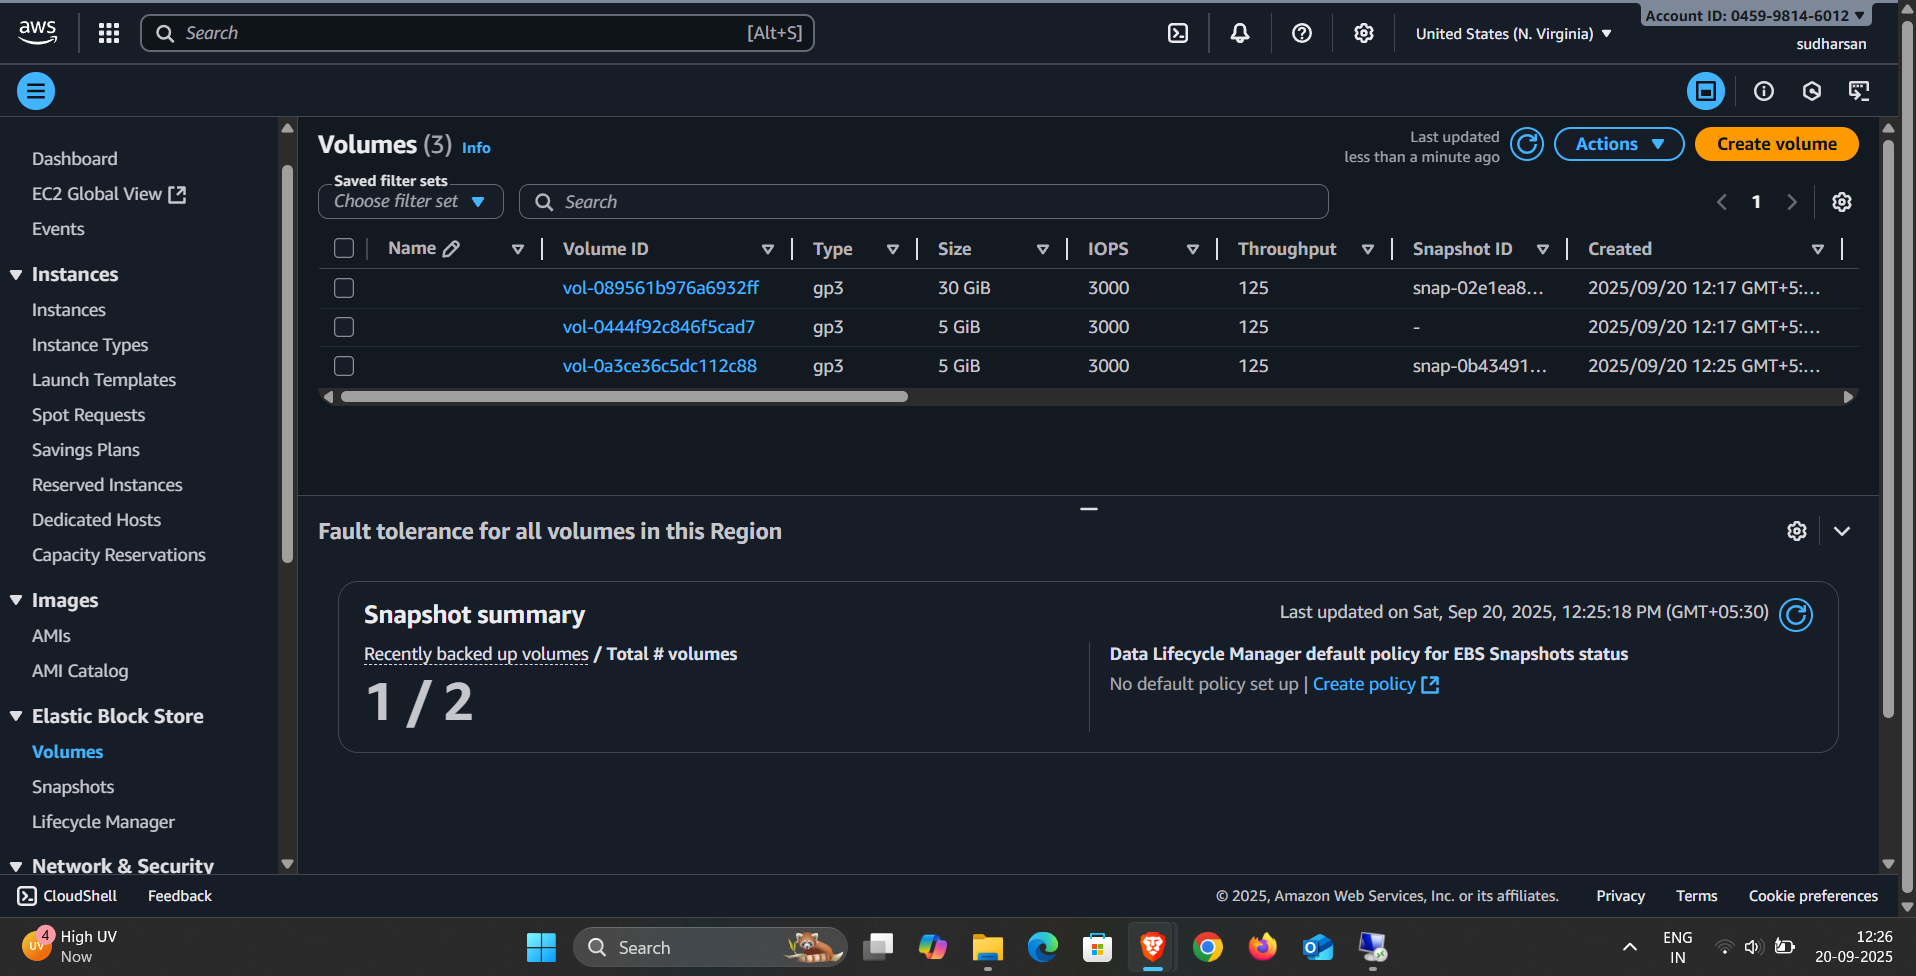 aws
Search [Alt+S]
United States (N. Virginia)
Account ID: 0459-9814-6012
sudharsan
Dashboard
EC2 Global View
Events
Instances
Instances
Instance Types
Launch Templates
Spot Requests
Savings Plans
Reserved Instances
Dedicated Hosts
Capacity Reservations
Images
AMIs
AMI Catalog
Elastic Block Store
Volumes
Snapshots
Lifecycle Manager
Network & Security
Volumes (3) Info
Last updated
less than a minute ago
Actions
Create volume
Saved filter sets
Choose filter set
Search
1
Name Volume ID Type Size IOPS Throughput Snapshot ID Created
vol-089561b976a6932ff gp3 30 GiB 3000 125 snap-02e1ea8... 2025/09/20 12:17 GMT+5:...
vol-0444f92c846f5cad7 gp3 5 GiB 3000 125 - 2025/09/20 12:17 GMT+5:...
vol-0a3ce36c5dc112c88 gp3 5 GiB 3000 125 snap-0b43491... 2025/09/20 12:25 GMT+5:...
Fault tolerance for all volumes in this Region
Snapshot summary
Last updated on Sat, Sep 20, 2025, 12:25:18 PM (GMT+05:30)
Recently backed up volumes / Total # volumes
1 / 2
Data Lifecycle Manager default policy for EBS Snapshots status
No default policy set up | Create policy
CloudShell Feedback
© 2025, Amazon Web Services, Inc. or its affiliates. Privacy Terms Cookie preferences
UV
4
High UV
Now
Search
ENG
IN
12:26
20-09-2025